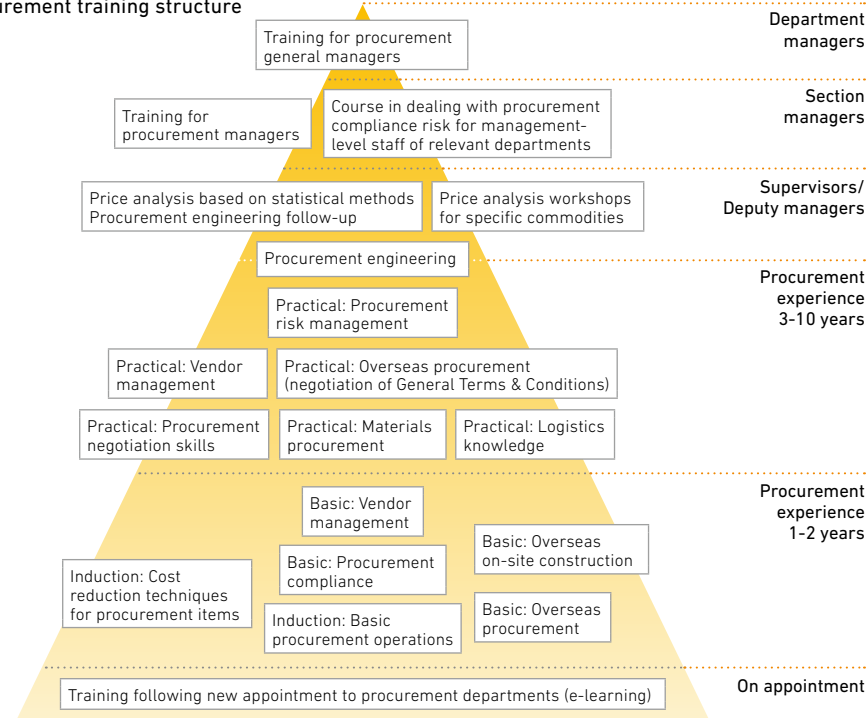 urement training structure
Department
managers
Training for procurement
general managers
Section
managers
Training for
procurement managers
Course in dealing with procurement
compliance risk for management-
level staff of relevant departments
Supervisors/
Deputy managers
Price analysis based on statistical methods
Procurement engineering follow-up
Price analysis workshops
for specific commodities
Procurement engineering
Procurement
experience
3-10 years
Practical: Procurement
risk management
Practical: Vendor
management
Practical: Overseas procurement
(negotiation of General Terms & Conditions)
Practical: Procurement
negotiation skills
Practical: Materials
procurement
Practical: Logistics
knowledge
Procurement
experience
1-2 years
Basic: Vendor
management
Basic: Overseas
on-site construction
Basic: Procurement
compliance
Induction: Cost
reduction techniques
for procurement items
Basic: Overseas
procurement
Induction: Basic
procurement operations
On appointment
Training following new appointment to procurement departments (e-learning)